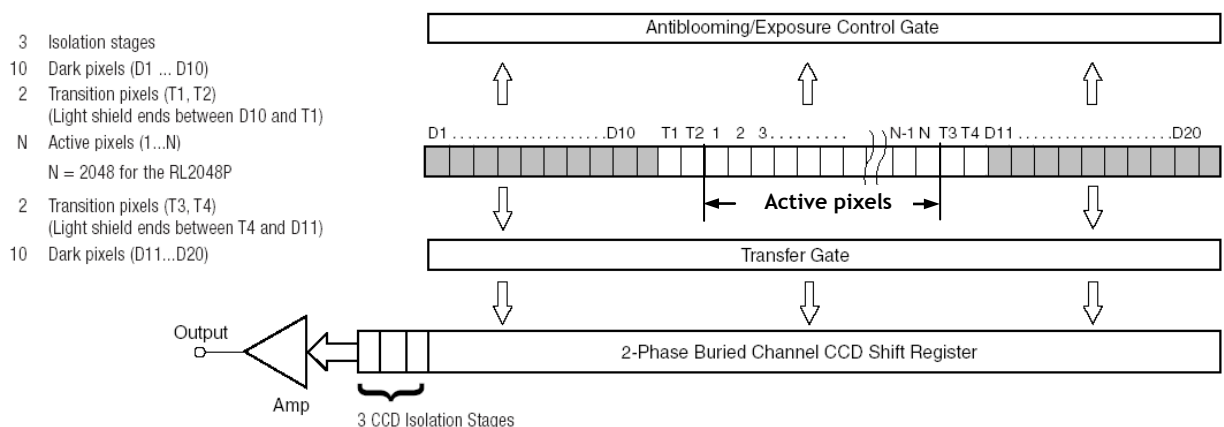 Antiblooming/Exposure Control Gate
3 Isolation stages
10 Dark pixels (D1 ... D10)
2 Transition pixels (T1, T2)
(Light shield ends between D10 and T1)
N Active pixels (1...N)
N = 2048 for the RL2048P
2 Transition pixels (T3, T4)
(Light shield ends between T4 and D11)
10 Dark pixels (D11...D20)
D1 . . . . . . . . . . . . . . . . . . . . . . D10 T1 T2 1 2 3 . . . . . . . . . N-1 N T3 T4 D11 . . . . . . . . . . . . . . . . . . . . . . D20
Active pixels
Transfer Gate
Output
2-Phase Buried Channel CCD Shift Register
Amp
3 CCD Isolation Stages